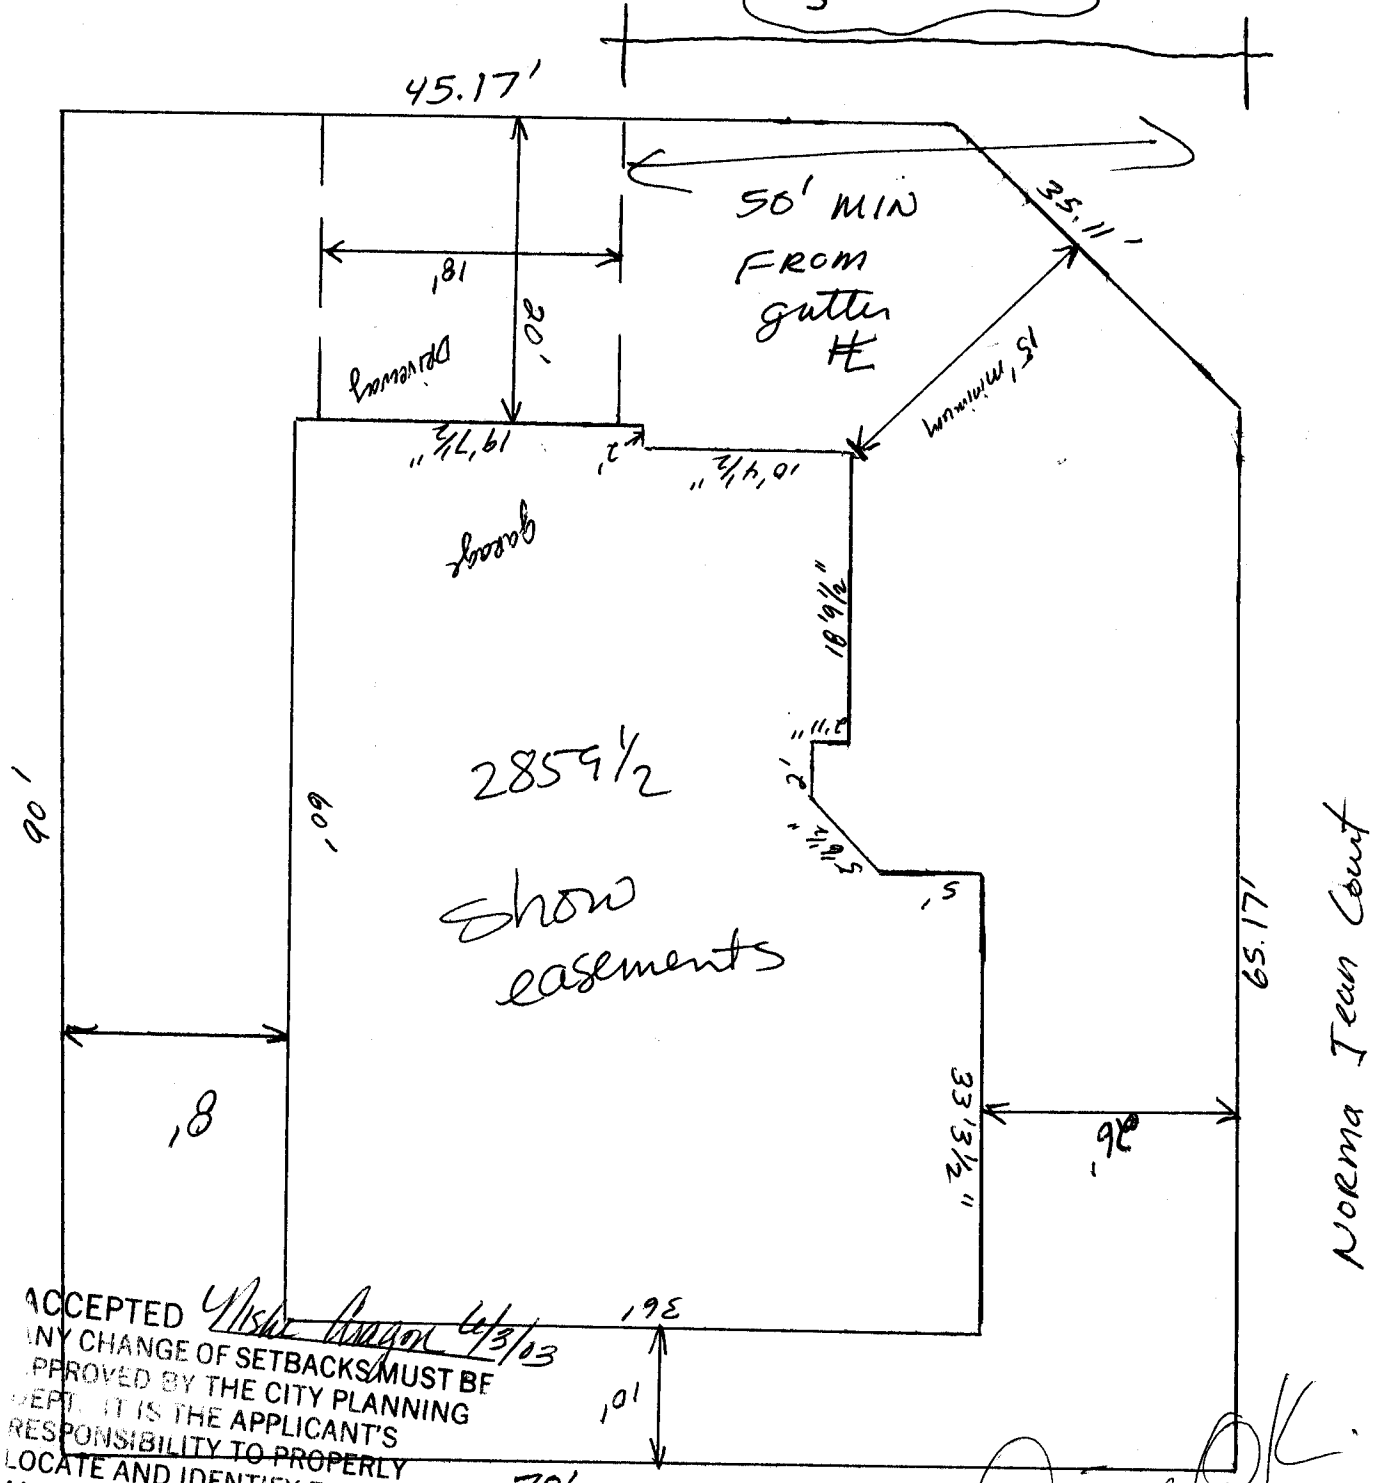 45.17'
35.11'
50' MIN
FROM
gutter
18'
20'
Driveway
15' minimum
19'7½"
2'
10'4½"
garage
18'6½"
2'11"
2859½
2'
5'6½"
90'
60'
5'
show
easements
65.17'
Norma Jean Court
8'
33'3½"
26'
36'
ACCEPTED 6/3/03
ANY CHANGE OF SETBACKS MUST BE
APPROVED BY THE CITY PLANNING
DEPT. IT IS THE APPLICANT'S
RESPONSIBILITY TO PROPERLY
LOCATE AND IDENTIFY
10'
OK.
70'